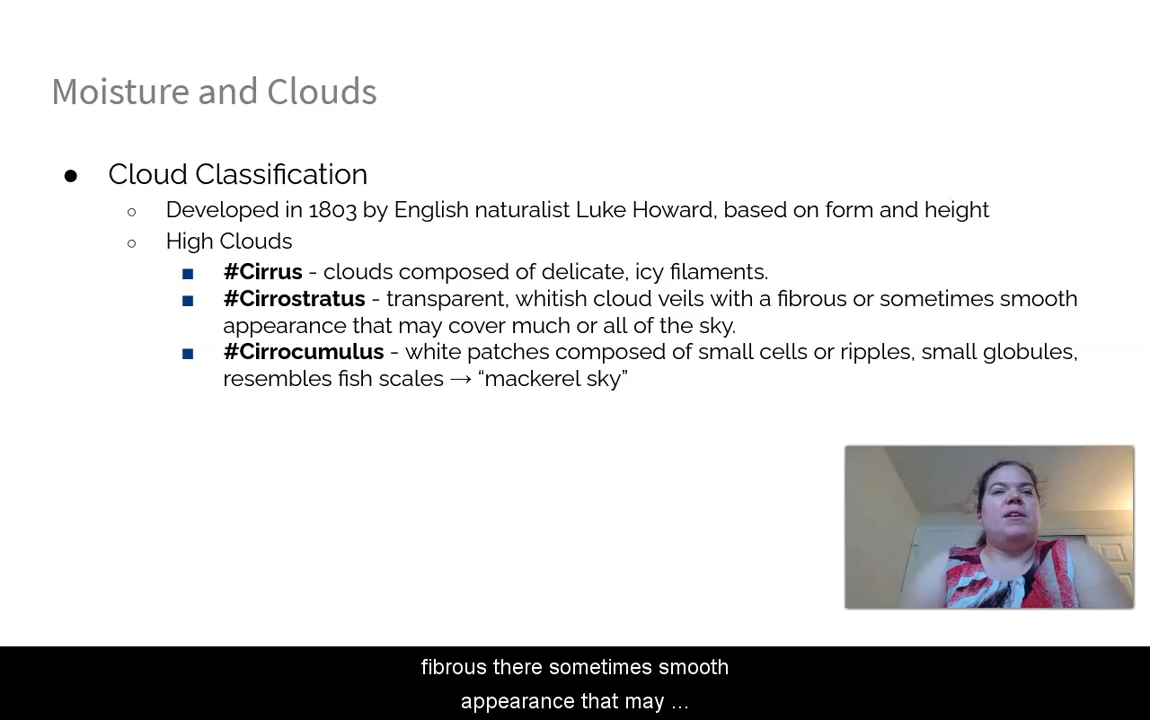 Moisture and Clouds
● Cloud Classification
○ Developed in 1803 by English naturalist Luke Howard, based on form and height
○ High Clouds
■ #Cirrus - clouds composed of delicate, icy filaments.
■ #Cirrostratus - transparent, whitish cloud veils with a fibrous or sometimes smooth
appearance that may cover much or all of the sky.
■ #Cirrocumulus - white patches composed of small cells or ripples, small globules,
resembles fish scales → “mackerel sky”
fibrous there sometimes smooth
appearance that may ...